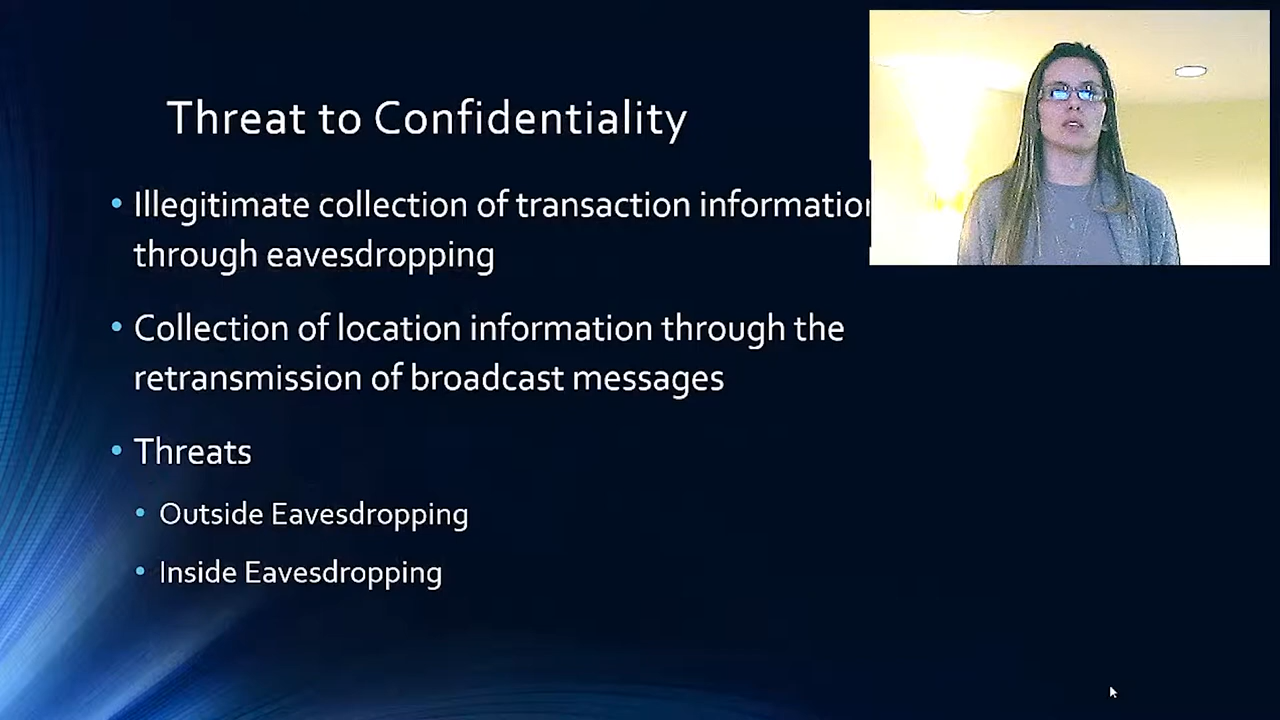 Threat to Confidentiality
• Illegitimate collection of transaction information
through eavesdropping
• Collection of location information through the
retransmission of broadcast messages
• Threats
• Outside Eavesdropping
• Inside Eavesdropping